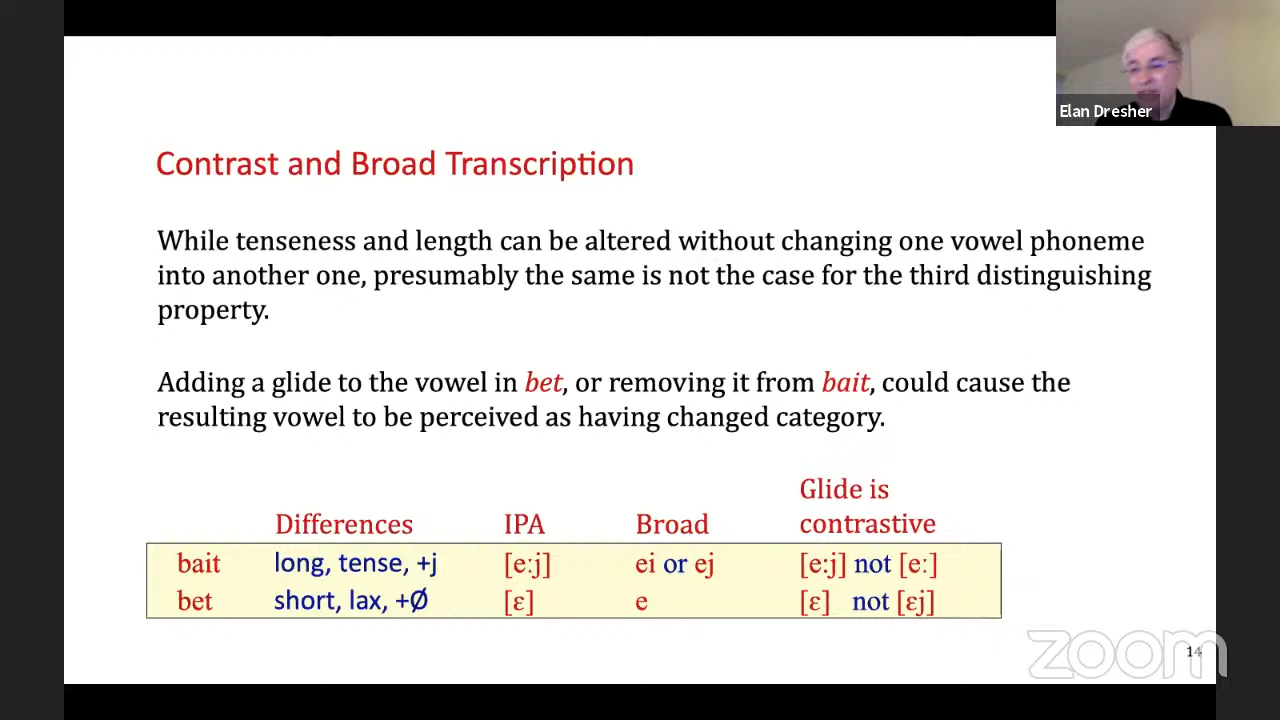 Elan Dresher
Contrast and Broad Transcription
While tenseness and length can be altered without changing one vowel phoneme
into another one, presumably the same is not the case for the third distinguishing
property.
Adding a glide to the vowel in bet, or removing it from bait, could cause the
resulting vowel to be perceived as having changed category.
Glide is
Differences IPA Broad contrastive
bait long, tense, +j [eːj] ei or ej [eːj] not [eː]
bet short, lax, +Ø [ɛ] e [ɛ] not [ɛj]
zoom
14